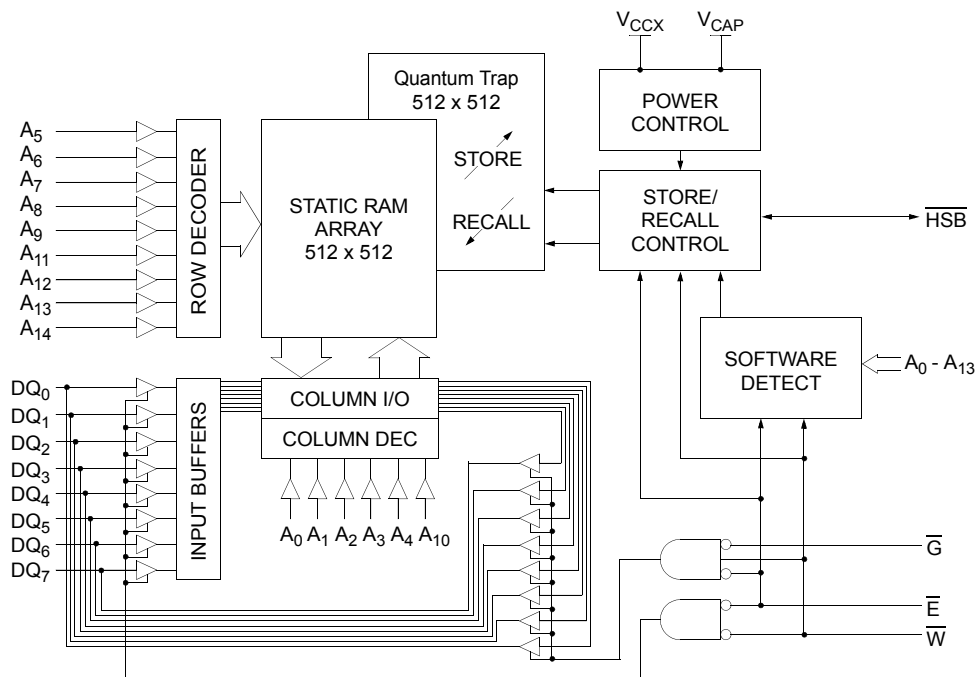 V_CCX
V_CAP
Quantum Trap
512 x 512
STORE
RECALL
POWER
CONTROL
A_5
A_6
A_7
A_8
A_9
A_11
A_12
A_13
A_14
ROW DECODER
STATIC RAM
ARRAY
512 x 512
STORE/
RECALL
CONTROL
H̅S̅B̅
SOFTWARE
DETECT
A_0 - A_13
DQ_0
DQ_1
DQ_2
DQ_3
DQ_4
DQ_5
DQ_6
DQ_7
INPUT BUFFERS
COLUMN I/O
COLUMN DEC
A_0 A_1 A_2 A_3 A_4 A_10
G̅
E̅
W̅